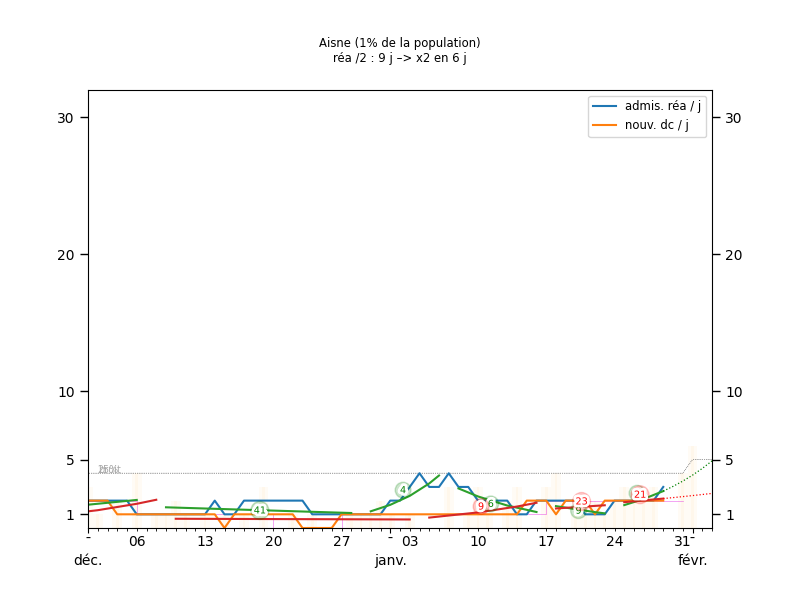 Aisne (1% de la population)
réa /2 : 9 j –> x2 en 6 j
admis. réa / j
nouv. dc / j
30
30
20
20
10
10
5
5
1
1
4
41
9
6
23
9
21
- 06 13 20 27 - 03 10 17 24 31 -
déc. janv. févr.